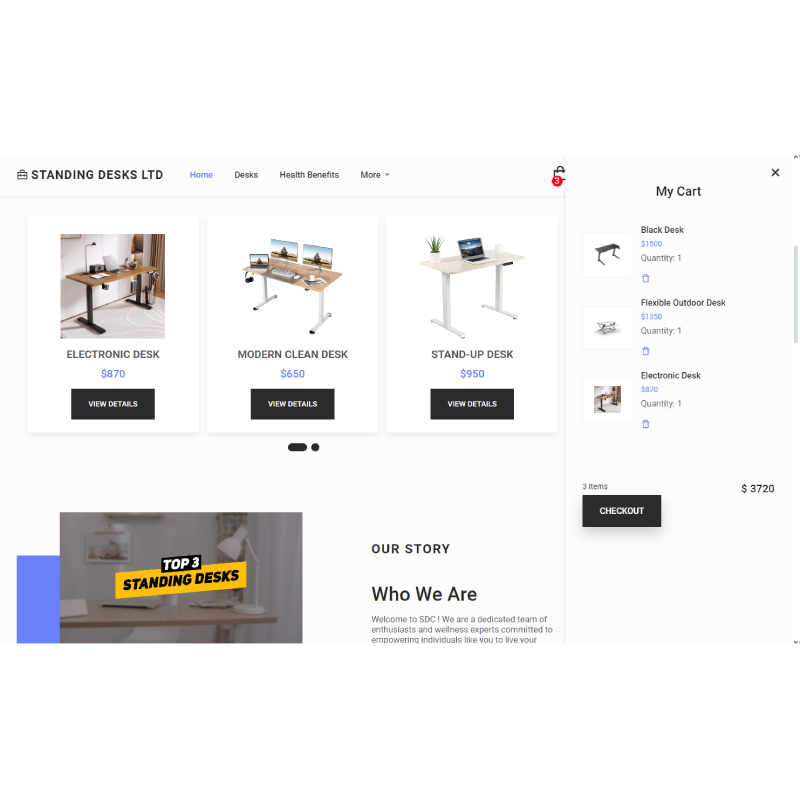 STANDING DESKS LTD
Home
Desks
Health Benefits
More
3
ELECTRONIC DESK
$870
VIEW DETAILS
MODERN CLEAN DESK
$650
VIEW DETAILS
STAND-UP DESK
$950
VIEW DETAILS
TOP 3
STANDING DESKS
OUR STORY
Who We Are
Welcome to SDC ! We are a dedicated team of
enthusiasts and wellness experts committed to
empowering individuals like you to live your
My Cart
Black Desk
$1500
Quantity: 1
Flexible Outdoor Desk
$1350
Quantity: 1
Electronic Desk
$870
Quantity: 1
3 Items
$ 3720
CHECKOUT